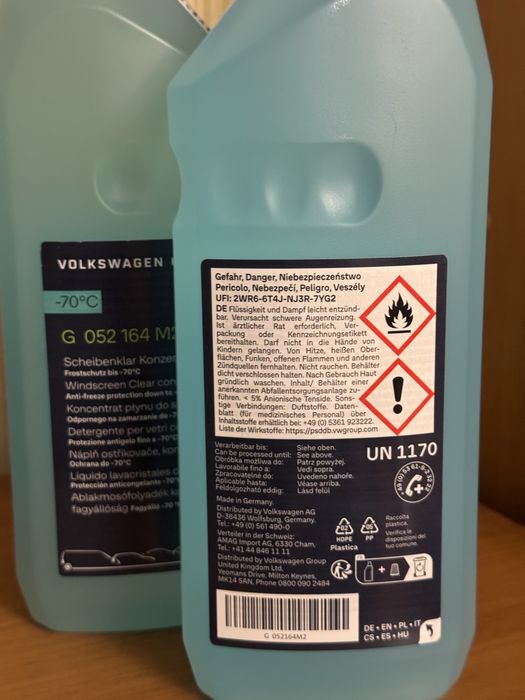 VOLKSWAGEN
-70°C
G 052 164 M2
Scheibenklar Konzen
Frostschutz bis -70°C
Windscreen Clear con
Anti-freeze protection down to
Koncentrat płynu do s
Odpornego na zamarzanie do -7
Detergente per vetri c
Protezione antigelo fino a -70°C
Náplň ostřikovače, kon
Ochrana do -70°C
Líquido lavacristales c
Protección anticongelante -70°C
Ablakmosófolyadék k
fagyállóság Fagyálló -70°
Gefahr, Danger, Niebezpieczeństwo
Pericolo, Nebezpečí, Peligro, Veszély
UFI: 2WR6-6T4J-NJ3R-7YG2
DE Flüssigkeit und Dampf leicht entzünd-
bar. Verursacht schwere Augenreizung.
Ist ärztlicher Rat erforderlich, Ver-
packung oder Kennzeichnungsetikett
bereithalten. Darf nicht in die Hände von
Kindern gelangen. Von Hitze, heißen Ober-
flächen, Funken, offenen Flammen und anderen
Zündquellen fernhalten. Nicht rauchen. Behälter
dicht verschlossen halten. Nach Gebrauch Haut
gründlich waschen. Inhalt/ Behälter einer
anerkannten Abfallentsorgungsanlage zu-
führen. < 5% Anionische Tenside. Sons-
tige Verbindungen: Duftstoffe. Daten-
blatt (für medizinisches Personal) über
Inhaltsstoffe erhältlich bei: +49 (0) 5361 923222.
Liste der Wirkstoffe: https://psddb.vwgroup.com
Verarbeitbar bis: Siehe oben.
Can be processed until: See above.
Obróbka możliwa do: Patrz powyżej.
Lavorabile fino a: Vedi sopra.
Zpracovatelné do: Uvedeno nahoře.
Aplicable hasta: Véase arriba.
Feldolgozható eddig: Lásd felül
UN 1170
Made in Germany.
Distributed by Volkswagen AG
D-38436 Wolfsburg, Germany.
Tel.: +49 (0) 561 490-0
Vertreiber in der Schweiz:
AMAG Import AG, 6330 Cham.
Tel.: +41 44 846 11 11
Distributed by Volkswagen Group
United Kingdom Ltd,
Yeomans Drive, Milton Keynes,
MK14 5AN, Phone 0800 090 2484
02
HDPE
05
PP
Plastica
Raccolta
plastica.
Verifica le
disposizioni del
tuo comune.
G 052164M2
DE • EN • PL • IT
CS • ES • HU